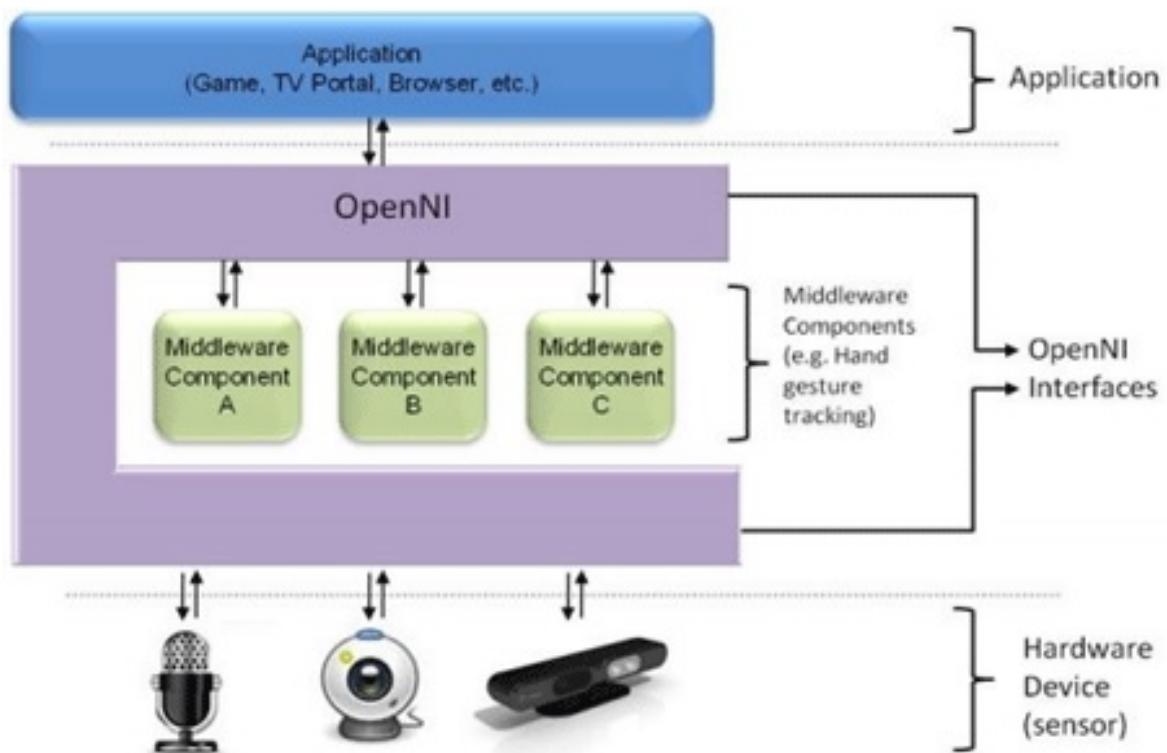 Application
(Game, TV Portal, Browser, etc.)
Application
OpenNI
Middleware
Component
A
Middleware
Component
B
Middleware
Component
C
Middleware
Components
(e.g. Hand
gesture
tracking)
OpenNI
Interfaces
Hardware
Device
(sensor)